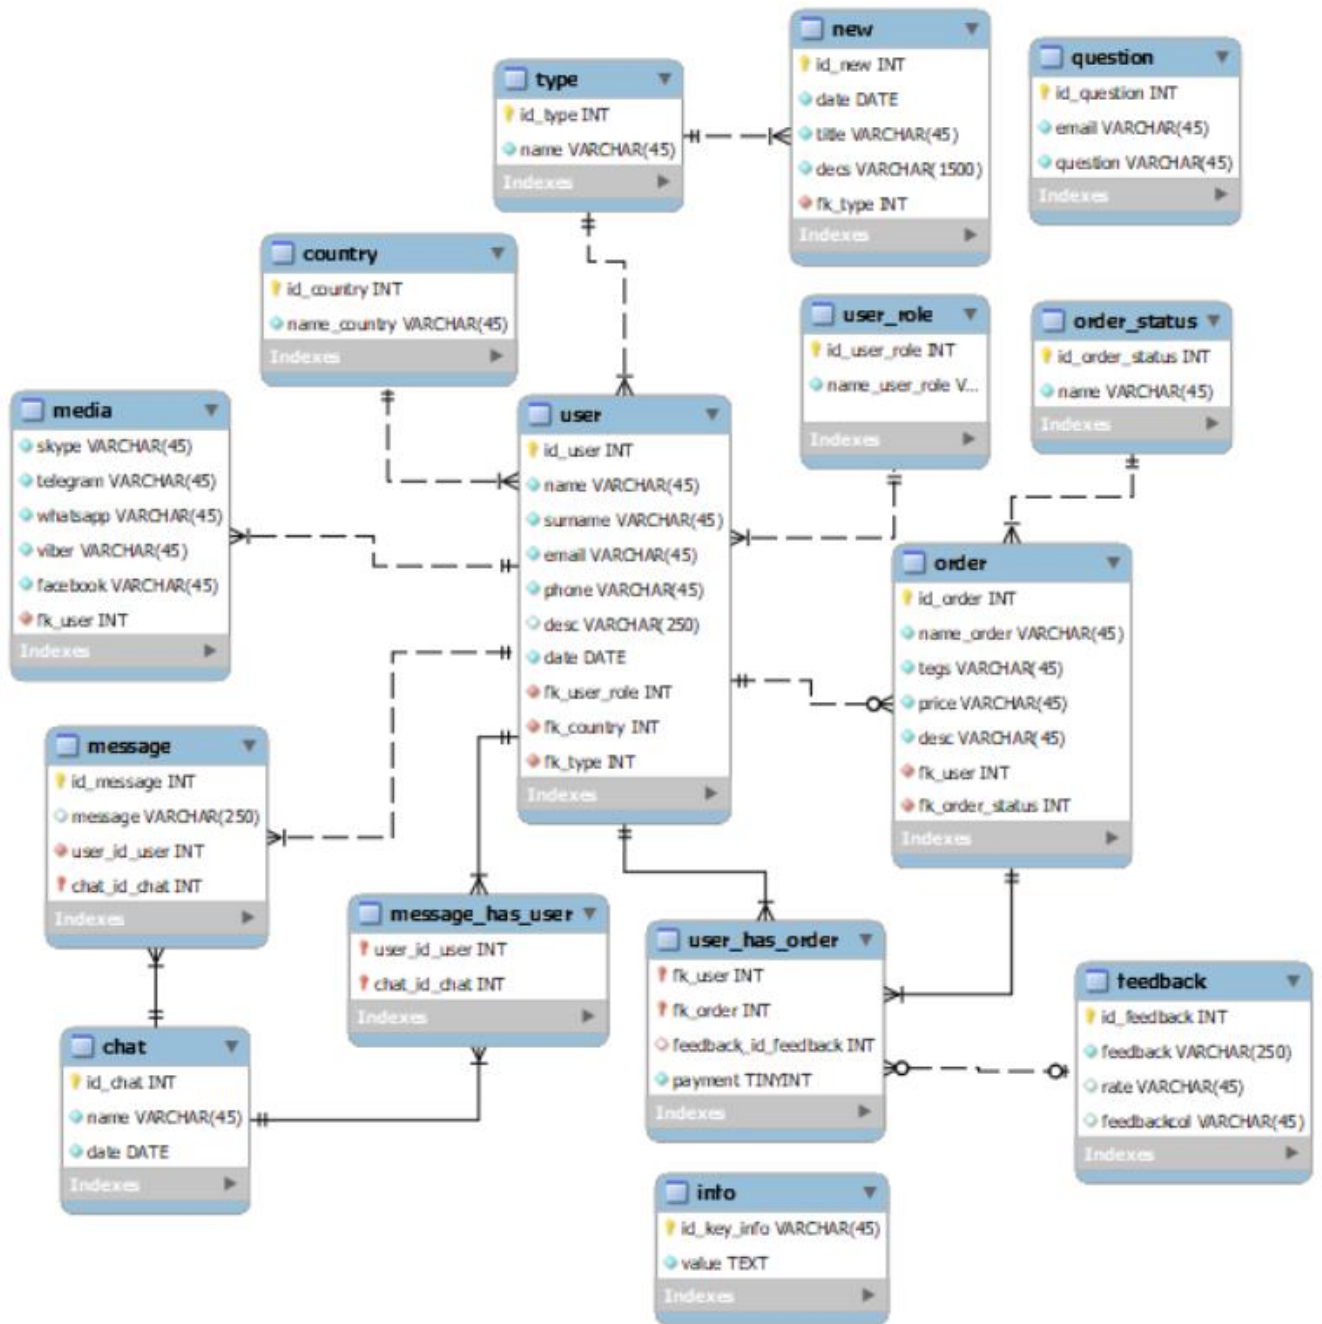 new
id_new INT
date DATE
title VARCHAR(45)
decs VARCHAR(1500)
fk_type INT
Indexes
question
id_question INT
email VARCHAR(45)
question VARCHAR(45)
Indexes
type
id_type INT
name VARCHAR(45)
Indexes
country
id_country INT
name_country VARCHAR(45)
Indexes
user_role
id_user_role INT
name_user_role V...
Indexes
order_status
id_order_status INT
name VARCHAR(45)
Indexes
media
skype VARCHAR(45)
telegram VARCHAR(45)
whatsapp VARCHAR(45)
viber VARCHAR(45)
facebook VARCHAR(45)
fk_user INT
Indexes
user
id_user INT
name VARCHAR(45)
surname VARCHAR(45)
email VARCHAR(45)
phone VARCHAR(45)
desc VARCHAR(250)
date DATE
fk_user_role INT
fk_country INT
fk_type INT
Indexes
order
id_order INT
name_order VARCHAR(45)
tegs VARCHAR(45)
price VARCHAR(45)
desc VARCHAR(45)
fk_user INT
fk_order_status INT
Indexes
message
id_message INT
message VARCHAR(250)
user_id_user INT
chat_id_chat INT
Indexes
message_has_user
user_id_user INT
chat_id_chat INT
Indexes
user_has_order
fk_user INT
fk_order INT
feedback_id_feedback INT
payment TINYINT
Indexes
feedback
id_feedback INT
feedback VARCHAR(250)
rate VARCHAR(45)
feedbackcol VARCHAR(45)
Indexes
chat
id_chat INT
name VARCHAR(45)
date DATE
Indexes
info
id_key_info VARCHAR(45)
value TEXT
Indexes